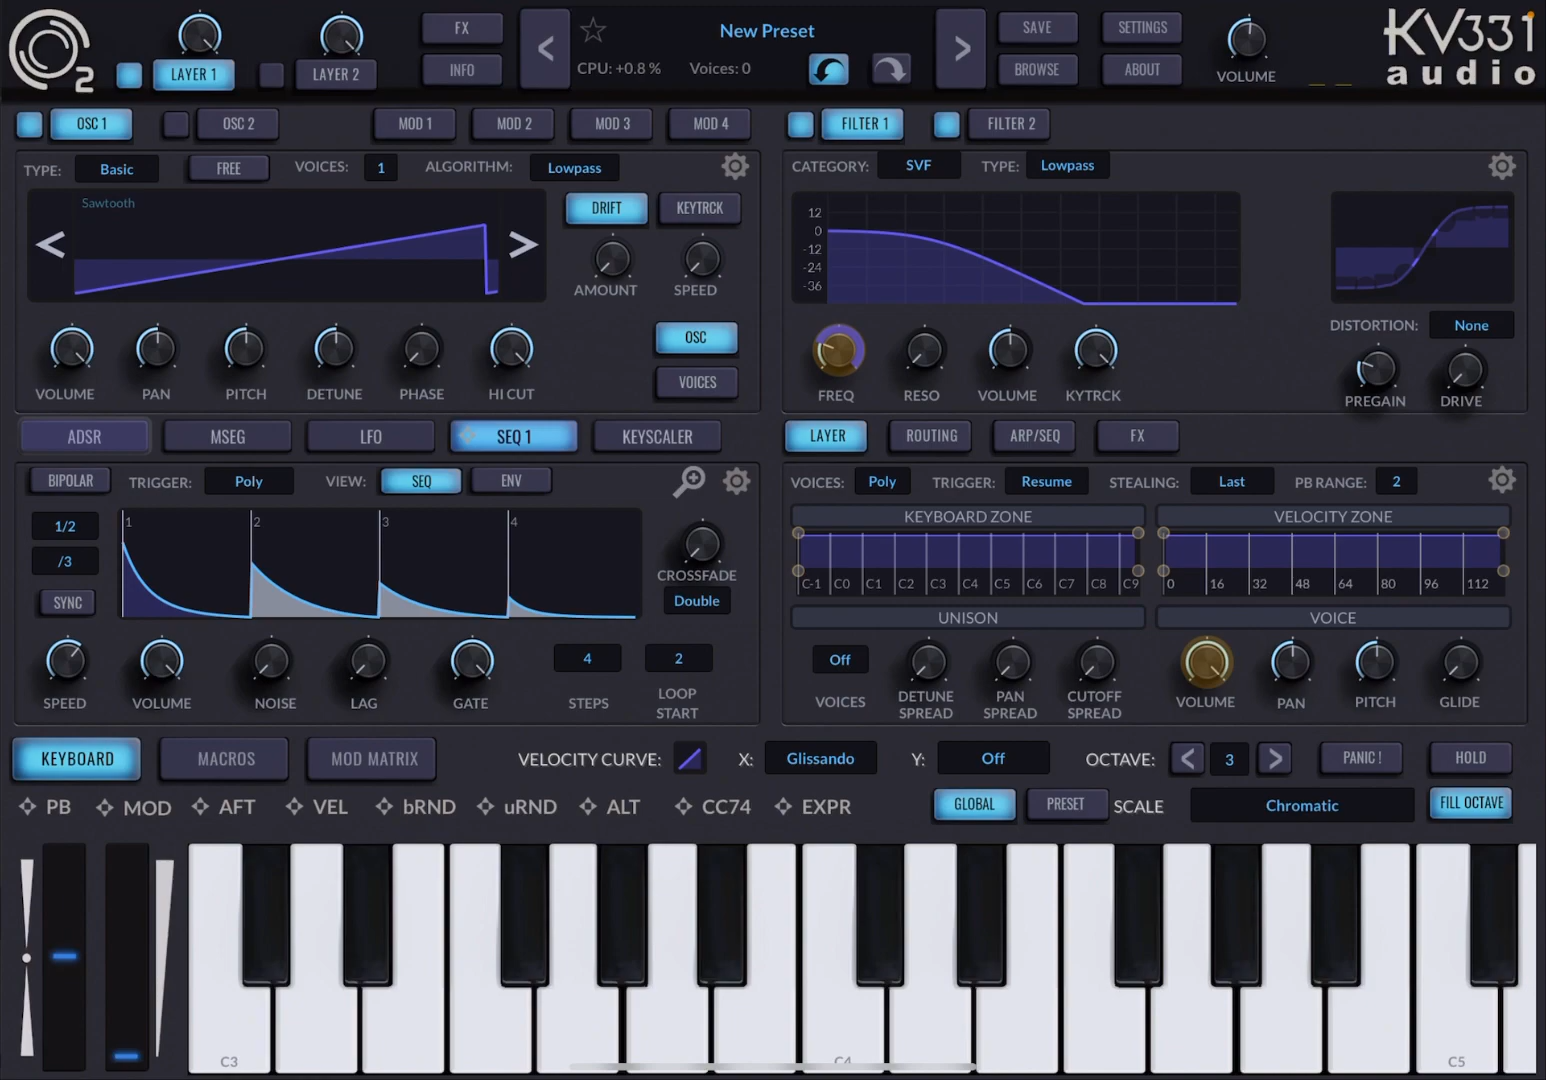 2
LAYER 1
LAYER 2
FX
INFO
<
☆
New Preset
CPU: +0.8 %
Voices: 0
>
SAVE
BROWSE
SETTINGS
ABOUT
VOLUME
KV331
audio
OSC 1
OSC 2
MOD 1
MOD 2
MOD 3
MOD 4
FILTER 1
FILTER 2
TYPE: Basic
FREE
VOICES: 1
ALGORITHM: Lowpass
Sawtooth
< >
DRIFT
KEYTRCK
AMOUNT
SPEED
VOLUME
PAN
PITCH
DETUNE
PHASE
HI CUT
OSC
VOICES
CATEGORY: SVF
TYPE: Lowpass
12
0
-12
-24
-36
FREQ
RESO
VOLUME
KYTRCK
DISTORTION: None
PREGAIN
DRIVE
ADSR
MSEG
LFO
SEQ 1
KEYSCALER
LAYER
ROUTING
ARP/SEQ
FX
BIPOLAR
TRIGGER: Poly
VIEW: SEQ
ENV
1/2
/3
SYNC
1 2 3 4
CROSSFADE
Double
SPEED
VOLUME
NOISE
LAG
GATE
4
STEPS
2
LOOP
START
VOICES: Poly
TRIGGER: Resume
STEALING: Last
PB RANGE: 2
KEYBOARD ZONE
C-1 C0 C1 C2 C3 C4 C5 C6 C7 C8 C9
VELOCITY ZONE
0 16 32 48 64 80 96 112
UNISON
Off
VOICES
DETUNE
SPREAD
PAN
SPREAD
CUTOFF
SPREAD
VOICE
VOLUME
PAN
PITCH
GLIDE
KEYBOARD
MACROS
MOD MATRIX
VELOCITY CURVE:
X: Glissando
Y: Off
OCTAVE: < 3 >
PANIC !
HOLD
PB
MOD
AFT
VEL
bRND
uRND
ALT
CC74
EXPR
GLOBAL
PRESET
SCALE
Chromatic
FILL OCTAVE
C3
C4
C5